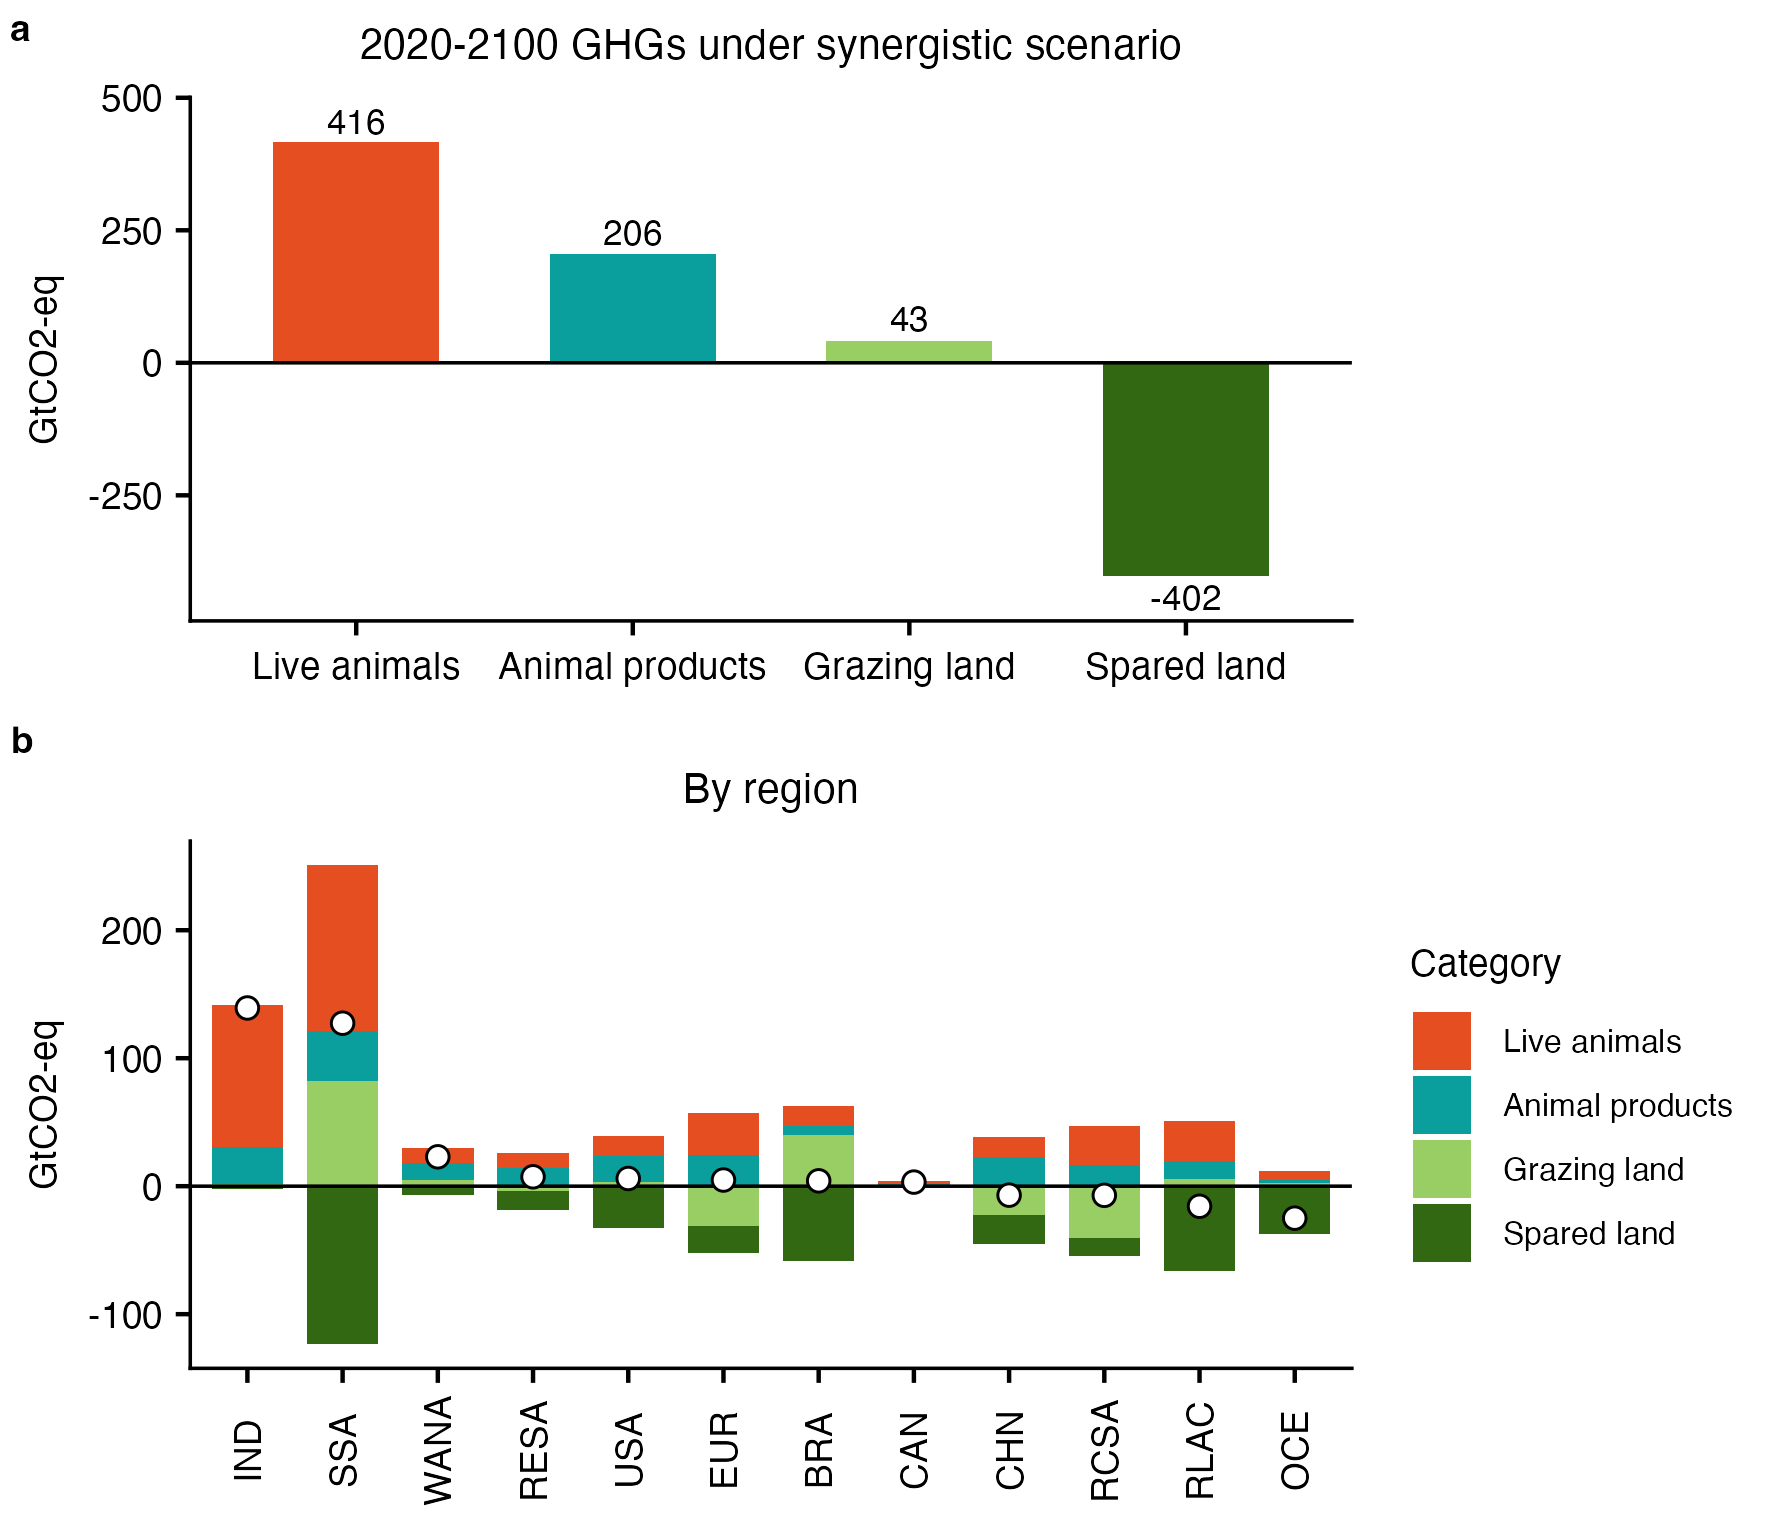 a
2020-2100 GHGs under synergistic scenario
GtCO2-eq
500
250
0
-250
416
206
43
-402
Live animals
Animal products
Grazing land
Spared land
b
By region
GtCO2-eq
200
100
0
-100
IND
SSA
WANA
RESA
USA
EUR
BRA
CAN
CHN
RCSA
RLAC
OCE
Category
Live animals
Animal products
Grazing land
Spared land